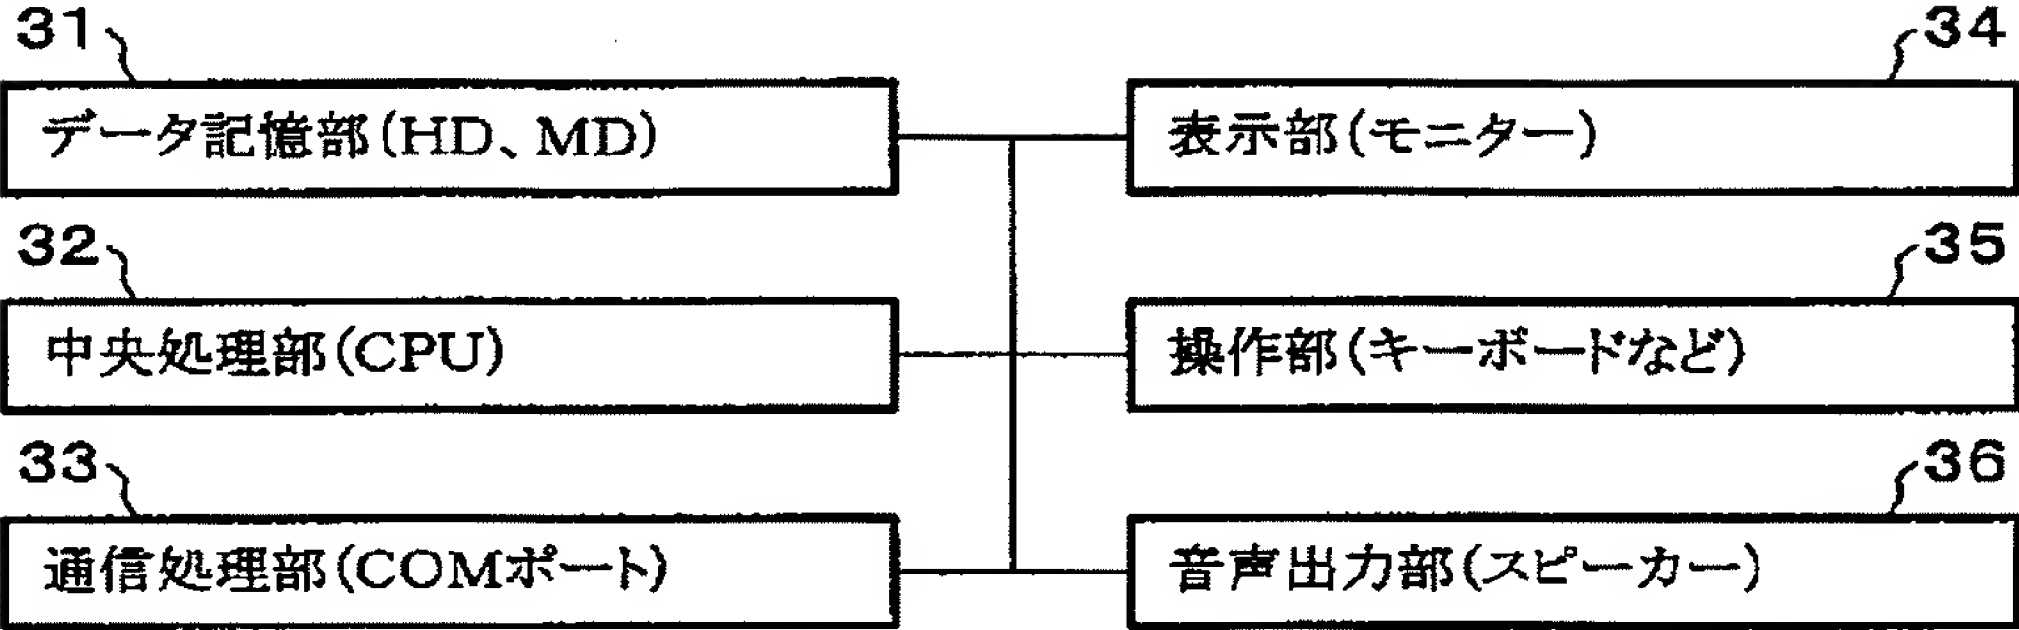 31
34
データ記憶部(HD、MD)
表示部(モニター)
32
35
中央処理部(CPU)
操作部(キーボードなど)
33
36
通信処理部(COMポート)
音声出力部(スピーカー)